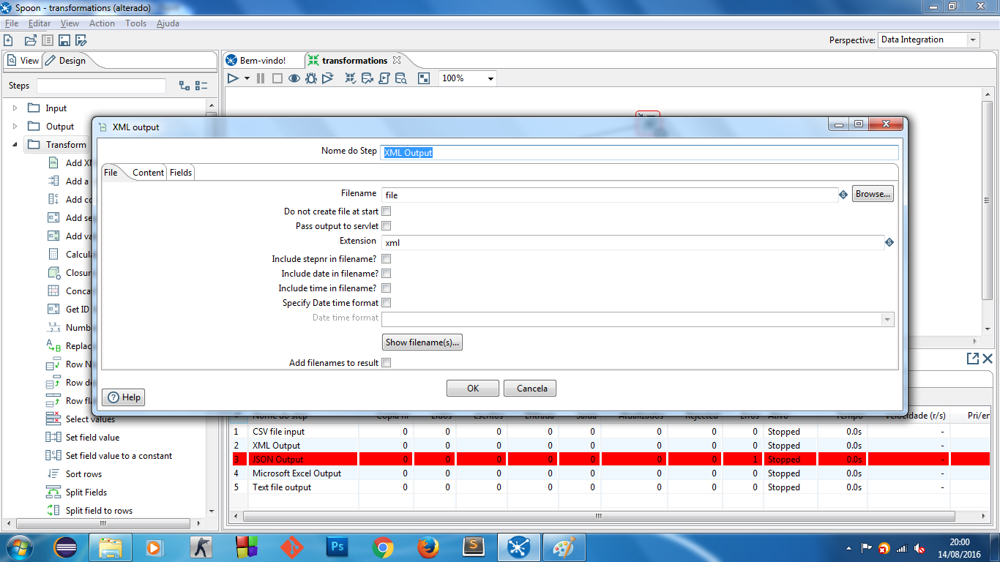 Spoon - transformations (alterado)
File Editar View Action Tools Ajuda
Perspective: Data Integration
View Design
Bem-vindo! transformations
Steps
100%
Input
Output
Transform
Add XM
Add a
Add co
Add se
Add va
Calcula
Closur
Conca
Get ID
Numb
Replac
Row N
Row de
Row fla
Select values
Set field value
Set field value to a constant
Sort rows
Split Fields
Split field to rows
XML output
Nome do Step XML Output
File Content Fields
Filename file Browse...
Do not create file at start
Pass output to servlet
Extension xml
Include stepnr in filename?
Include date in filename?
Include time in filename?
Specify Date time format
Date time format
Show filename(s)...
Add filenames to result
OK Cancela
Help
# Nome do step Cópia nr Lidos Escritos Entrada Saída Atualizados Rejected Erros Ativo Tempo Velocidade (r/s) Pri/en
1 CSV file input 0 0 0 0 0 0 0 0 Stopped 0.0s -
2 XML Output 0 0 0 0 0 0 0 0 Stopped 0.0s -
3 JSON Output 0 0 0 0 0 0 0 1 Stopped 0.0s -
4 Microsoft Excel Output 0 0 0 0 0 0 0 0 Stopped 0.0s -
5 Text file output 0 0 0 0 0 0 0 0 Stopped 0.0s -
Ps
S
20:00
14/08/2016